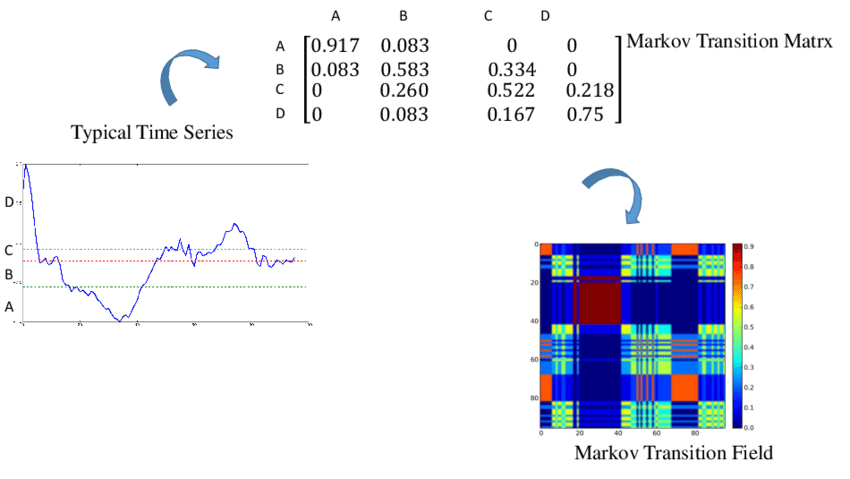 A B C D
A 0.917 0.083 0 0
B 0.083 0.583 0.334 0
C 0 0.260 0.522 0.218
D 0 0.083 0.167 0.75
Markov Transition Matrx
Typical Time Series
D
C
B
A
0
20
40
60
80
0 20 40 60 80
0.9
0.8
0.7
0.6
0.5
0.4
0.3
0.2
0.1
0.0
Markov Transition Field